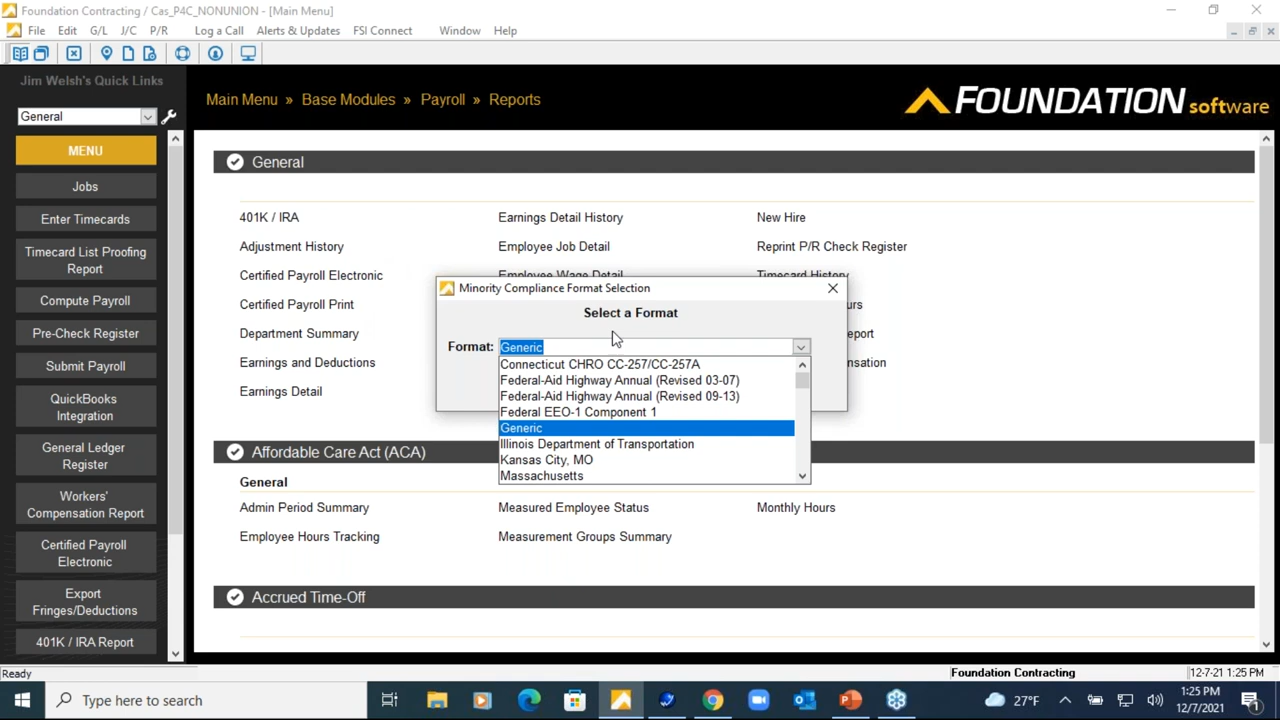 Foundation Contracting / Cas_P4C_NONUNION - [Main Menu]
File Edit G/L J/C P/R Log a Call Alerts & Updates FSI Connect Window Help
Jim Welsh's Quick Links
General
MENU
Jobs
Enter Timecards
Timecard List Proofing
Report
Compute Payroll
Pre-Check Register
Submit Payroll
QuickBooks
Integration
General Ledger
Register
Workers'
Compensation Report
Certified Payroll
Electronic
Export
Fringes/Deductions
401K / IRA Report
Main Menu » Base Modules » Payroll » Reports
FOUNDATION software
General
401K / IRA Earnings Detail History New Hire
Adjustment History Employee Job Detail Reprint P/R Check Register
Certified Payroll Electronic Employee Wage Detail Timecard History
Certified Payroll Print
Department Summary
Earnings and Deductions
Earnings Detail
Minority Compliance Format Selection
Select a Format
Format: Generic
Connecticut CHRO CC-257/CC-257A
Federal-Aid Highway Annual (Revised 03-07)
Federal-Aid Highway Annual (Revised 09-13)
Federal EEO-1 Component 1
Generic
Illinois Department of Transportation
Kansas City, MO
Massachusetts
Affordable Care Act (ACA)
General
Admin Period Summary Measured Employee Status Monthly Hours
Employee Hours Tracking Measurement Groups Summary
Accrued Time-Off
Ready Foundation Contracting 12-7-21 1:25 PM
Type here to search 27°F 1:25 PM
12/7/2021
1